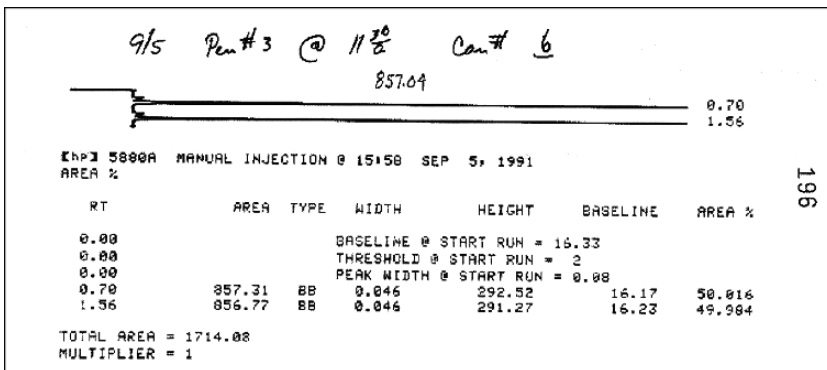 9/5 Pen #3 @ 11 30/a Can # 6
857.04
0.70
1.56
[hp] 5880A MANUAL INJECTION @ 15:58 SEP 5, 1991
AREA %
RT AREA TYPE WIDTH HEIGHT BASELINE AREA %
0.00 BASELINE @ START RUN = 16.33
0.00 THRESHOLD @ START RUN = 2
0.00 PEAK WIDTH @ START RUN = 0.08
0.70 857.31 BB 0.046 292.52 16.17 50.016
1.56 856.77 BB 0.046 291.27 16.23 49.984
TOTAL AREA = 1714.08
MULTIPLIER = 1
196